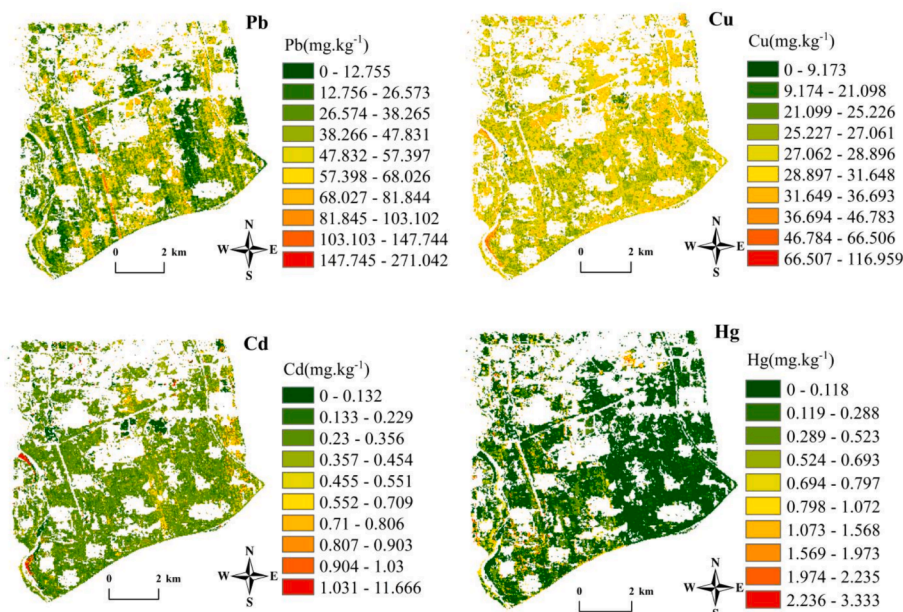 Pb
Pb(mg.kg⁻¹)
0 - 12.755
12.756 - 26.573
26.574 - 38.265
38.266 - 47.831
47.832 - 57.397
57.398 - 68.026
68.027 - 81.844
81.845 - 103.102
103.103 - 147.744
147.745 - 271.042
N
W E
S
0 2 km
Cu
Cu(mg.kg⁻¹)
0 - 9.173
9.174 - 21.098
21.099 - 25.226
25.227 - 27.061
27.062 - 28.896
28.897 - 31.648
31.649 - 36.693
36.694 - 46.783
46.784 - 66.506
66.507 - 116.959
N
W E
S
0 2 km
Cd
Cd(mg.kg⁻¹)
0 - 0.132
0.133 - 0.229
0.23 - 0.356
0.357 - 0.454
0.455 - 0.551
0.552 - 0.709
0.71 - 0.806
0.807 - 0.903
0.904 - 1.03
1.031 - 11.666
N
W E
S
0 2 km
Hg
Hg(mg.kg⁻¹)
0 - 0.118
0.119 - 0.288
0.289 - 0.523
0.524 - 0.693
0.694 - 0.797
0.798 - 1.072
1.073 - 1.568
1.569 - 1.973
1.974 - 2.235
2.236 - 3.333
N
W E
S
0 2 km